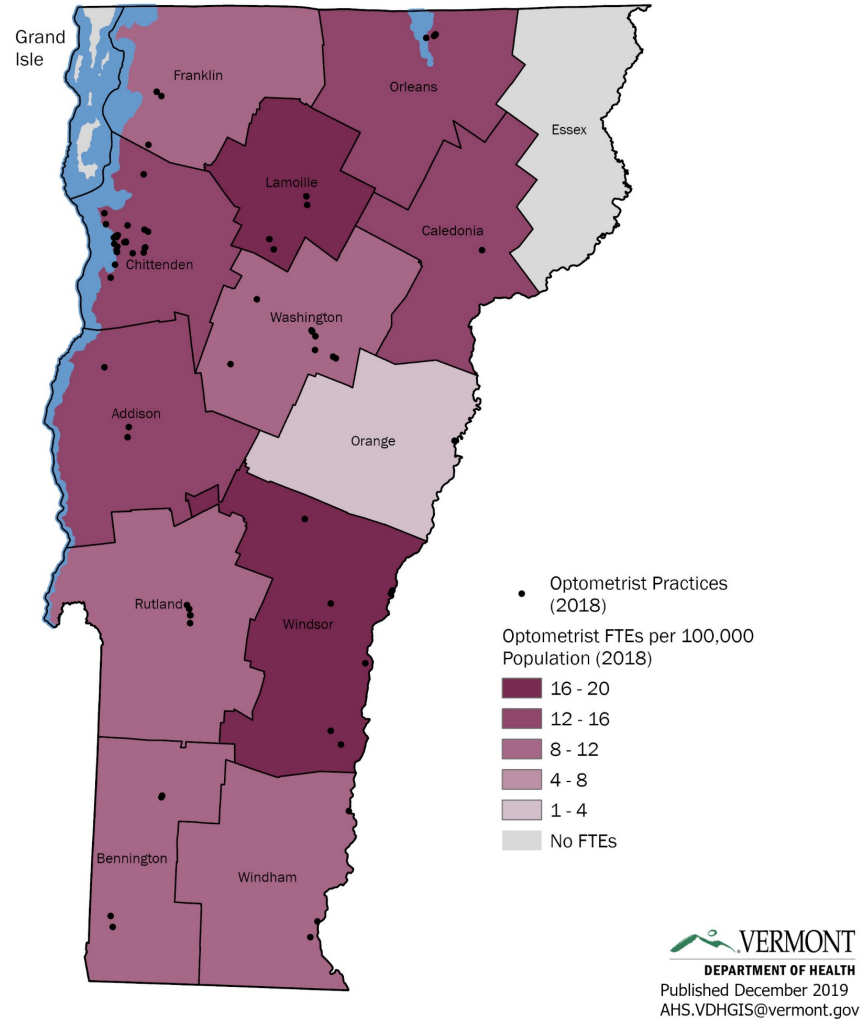 Grand
Isle
Franklin
Orleans
Essex
Lamoille
Caledonia
Chittenden
Washington
Addison
Orange
Rutland
Windsor
Bennington
Windham
Optometrist Practices
(2018)
Optometrist FTEs per 100,000
Population (2018)
16 - 20
12 - 16
8 - 12
4 - 8
1 - 4
No FTEs
VERMONT
DEPARTMENT OF HEALTH
Published December 2019
AHS.VDHGIS@vermont.gov